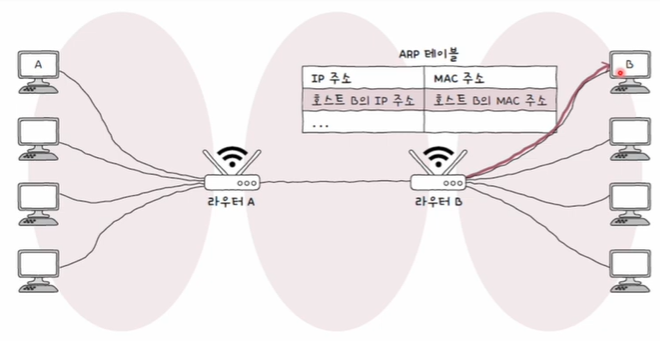 A
ARP 테이블
IP 주소 MAC 주소
호스트 B의 IP 주소 호스트 B의 MAC 주소
...
B
라우터 A
라우터 B